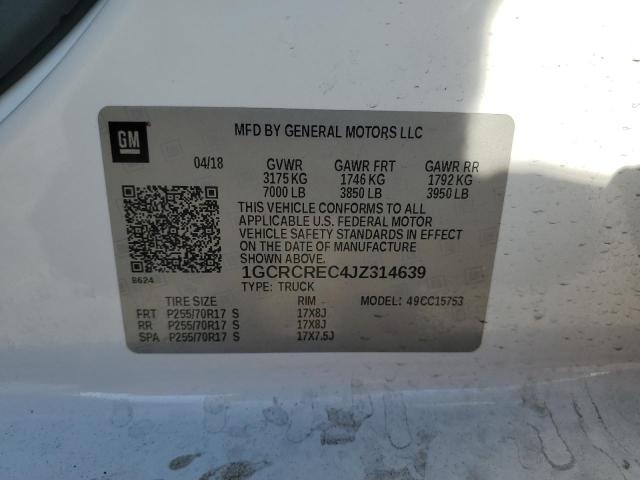 GM
MFD BY GENERAL MOTORS LLC
04/18 GVWR GAWR FRT GAWR RR
3175 KG 1746 KG 1792 KG
7000 LB 3850 LB 3950 LB
THIS VEHICLE CONFORMS TO ALL
APPLICABLE U.S. FEDERAL MOTOR
VEHICLE SAFETY STANDARDS IN EFFECT
ON THE DATE OF MANUFACTURE
SHOWN ABOVE.
8624
1GCRCREC4JZ314639
TYPE: TRUCK
TIRE SIZE RIM MODEL: 49CC15753
FRT P255/70R17 S 17X8J
RR P255/70R17 S 17X8J
SPA P255/70R17 S 17X7.5J